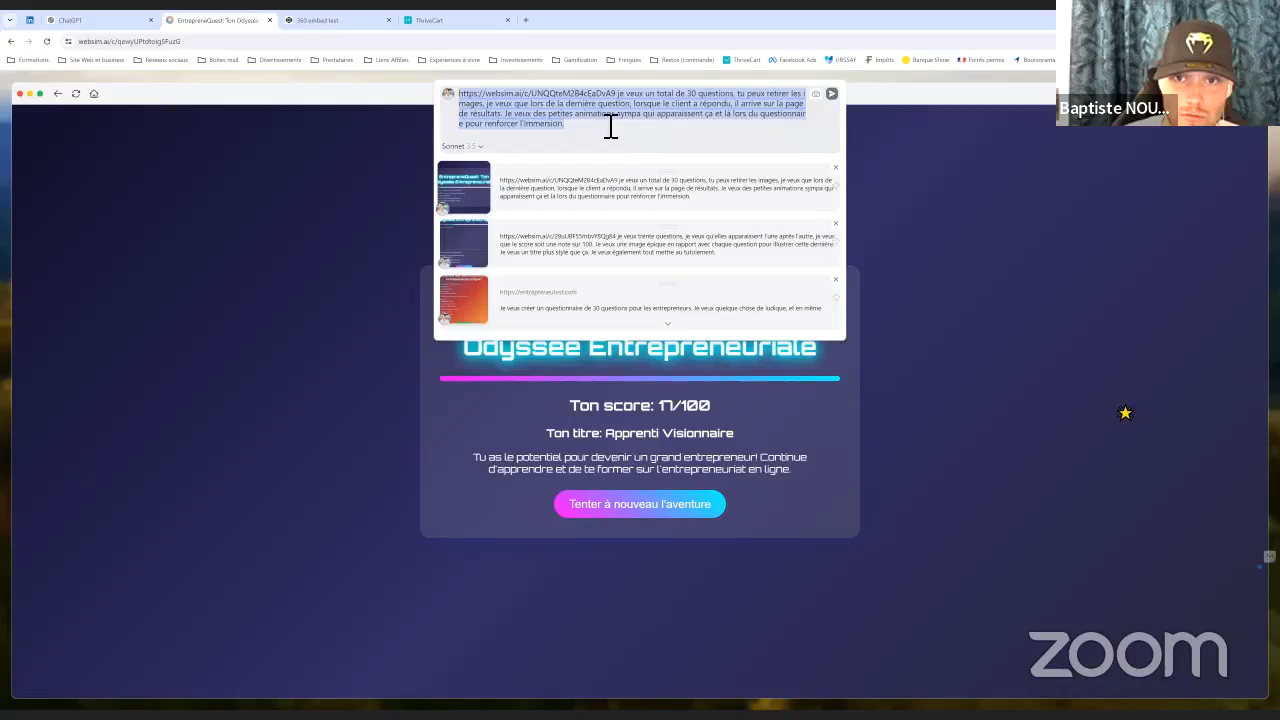 ChatGPT
EntrepreneQuest: Ton Odyssée
360 embed test
ThriveCart
websim.ai/c/qewyUPtdtoig5FuzG
Formations
Site Web et business
Réseaux sociaux
Boites mail
Divertissements
Prestataires
Liens Affiliés
Expériences à vivre
Investissements
Gamification
Fringues
Reetze (commande)
ThriveCart
Facebook Ads
URSSAF
Impôts
Banque Shine
Points permis
Boursorama
Baptiste NOU...
https://websim.ai/c/UNQQteM2B4cEaDvA9 je veux un total de 30 questions, tu peux retirer les i
mages, je veux que lors de la dernière question, lorsque le client a répondu, il arrive sur la page
de résultats. Je veux des petites animations sympa qui apparaissent ça et là lors du questionnair
e pour renforcer l'immersion.
Sonnet 3.5
https://websim.ai/c/UNQQteM2B4cEaDvA9 je veux un total de 30 questions, tu peux retirer les images, je veux que lors de
la dernière question, lorsque le client a répondu, il arrive sur la page de résultats. Je veux des petites animations sympa qui
apparaissent ça et là lors du questionnaire pour renforcer l'immersion.
https://websim.ai/c/2BuUBF55mbvY8Qg84 je veux trente questions, je veux qu'elles apparaissent l'une après l'autre, je veux
que le score soit une note sur 100. Je veux une image épique en rapport avec chaque question pour illustrer cette dernière
Je veux un titre plus stylé que ça. Je veux également tout mettre au tutoiement.
https://entrepreneutest.com
Je veux créer un questionnaire de 30 questions pour les entrepreneurs. Je veux quelque chose de ludique, et en même
Odyssée Entrepreneuriale
Ton score: 17/100
Ton titre: Apprenti Visionnaire
Tu as le potentiel pour devenir un grand entrepreneur! Continue
d'apprendre et de te former sur l'entrepreneuriat en ligne.
Tenter à nouveau l'aventure
zoom